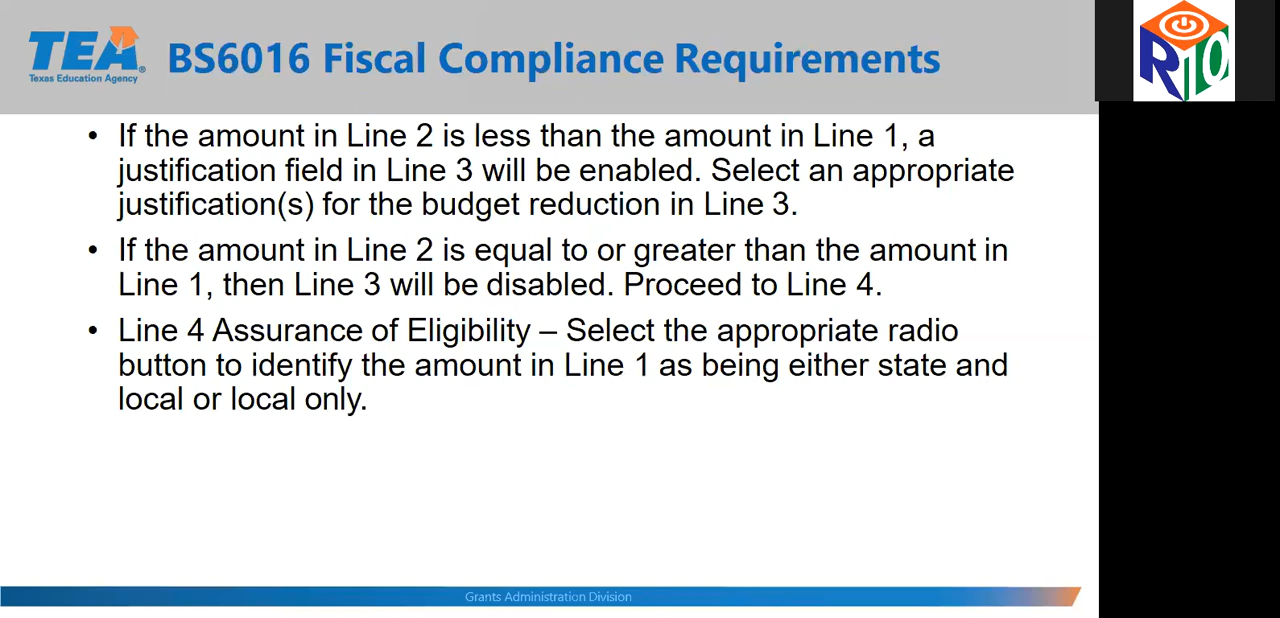 TEA
Texas Education Agency
BS6016 Fiscal Compliance Requirements
R10
• If the amount in Line 2 is less than the amount in Line 1, a
justification field in Line 3 will be enabled. Select an appropriate
justification(s) for the budget reduction in Line 3.
• If the amount in Line 2 is equal to or greater than the amount in
Line 1, then Line 3 will be disabled. Proceed to Line 4.
• Line 4 Assurance of Eligibility – Select the appropriate radio
button to identify the amount in Line 1 as being either state and
local or local only.
Grants Administration Division